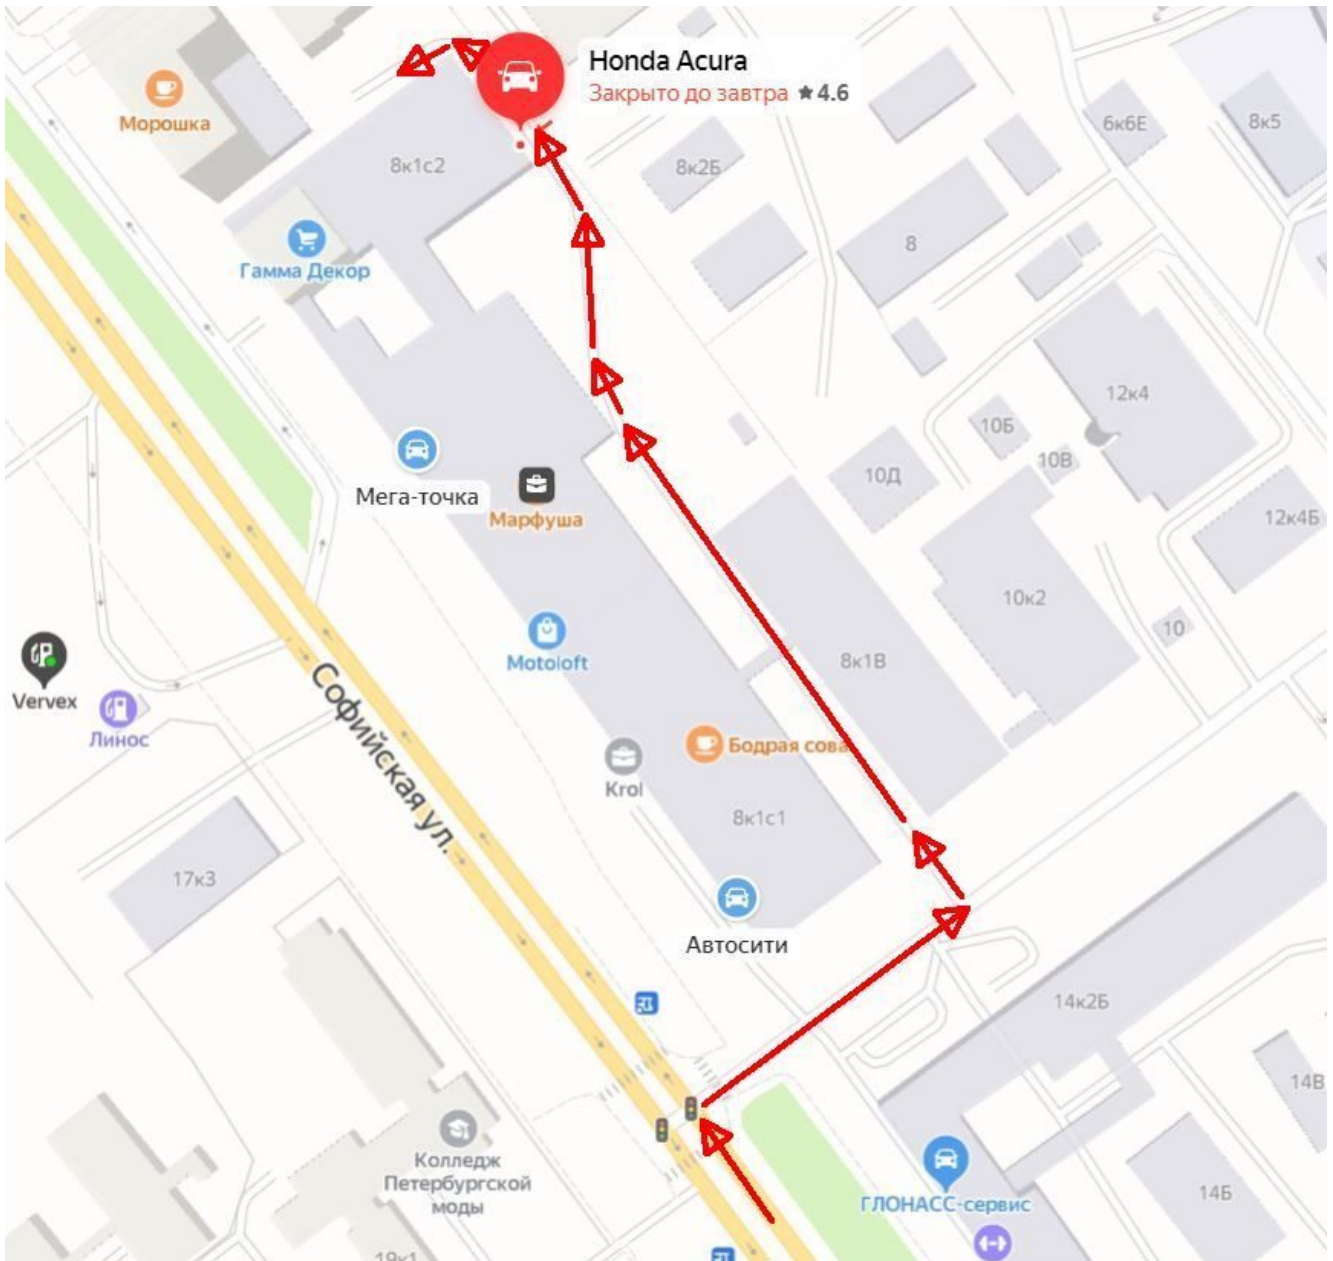 Honda Acura
Закрыто до завтра ★ 4.6
Морошка
6к6Е
8к5
8к1с2
8к2Б
Гамма Декор
8
12к4
10Б
10В
10Д
Мега-точка
Марфуша
12к4Б
10к2
10
Motoloft
8к1В
Vervex
Линос
Софийская ул.
Бодрая сова
Krol
8к1с1
17к3
Автосити
14к2Б
14В
Колледж
Петербургской
моды
ГЛОНАСС-сервис
14Б
19к1